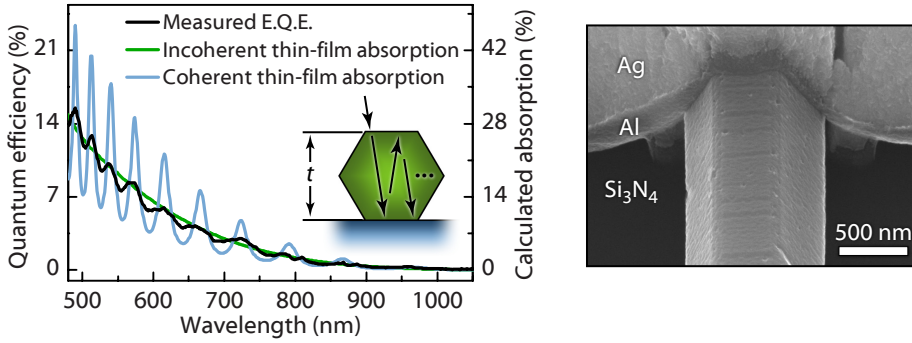 Measured E.Q.E.
Incoherent thin-film absorption
Coherent thin-film absorption
Quantum efficiency (%)
21
14
7
0
42
28
14
0
Calculated absorption (%)
t
500 600 700 800 900 1000
Wavelength (nm)
Ag
Al
Si₃N₄
500 nm